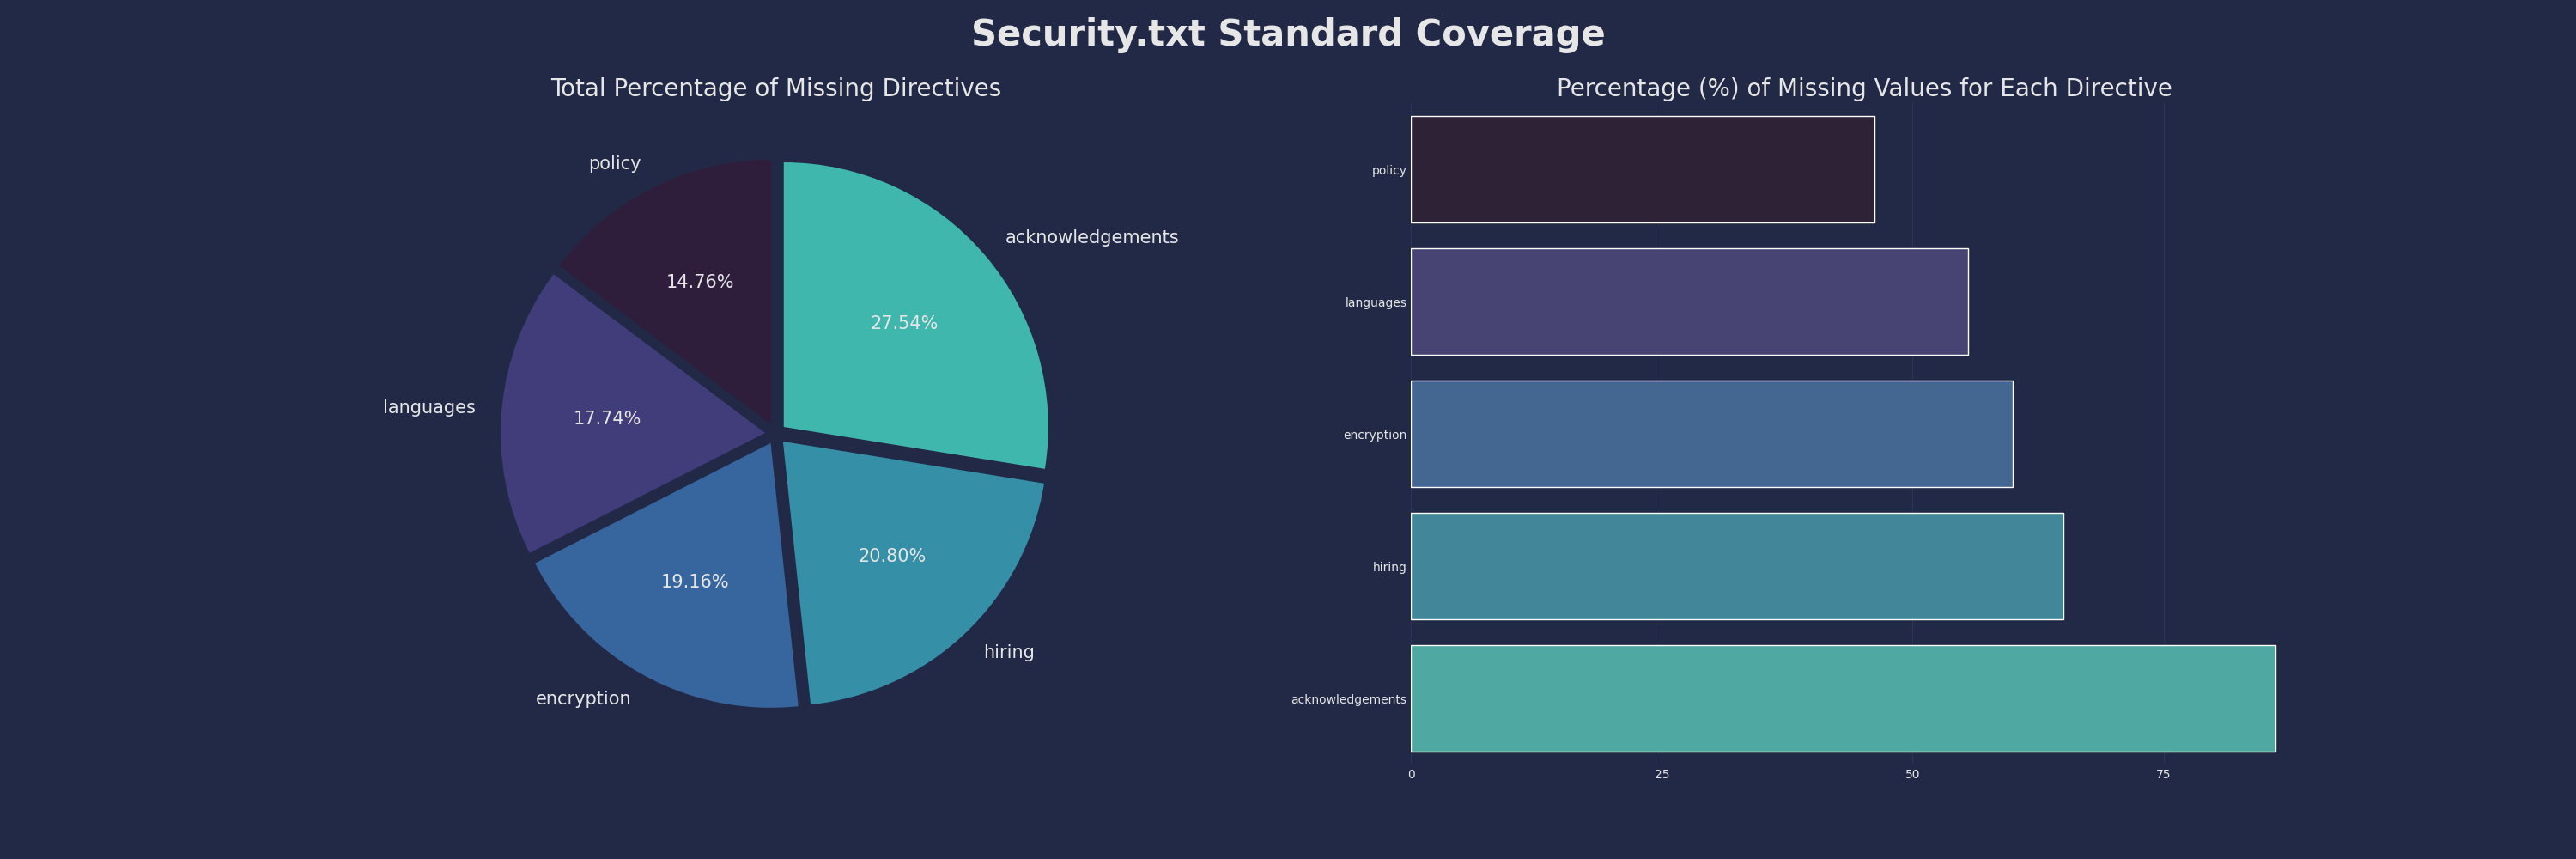 Security.txt Standard Coverage
Total Percentage of Missing Directives
policy
acknowledgements
14.76%
27.54%
languages
17.74%
20.80%
19.16%
hiring
encryption
Percentage (%) of Missing Values for Each Directive
policy
languages
encryption
hiring
acknowledgements
0 25 50 75